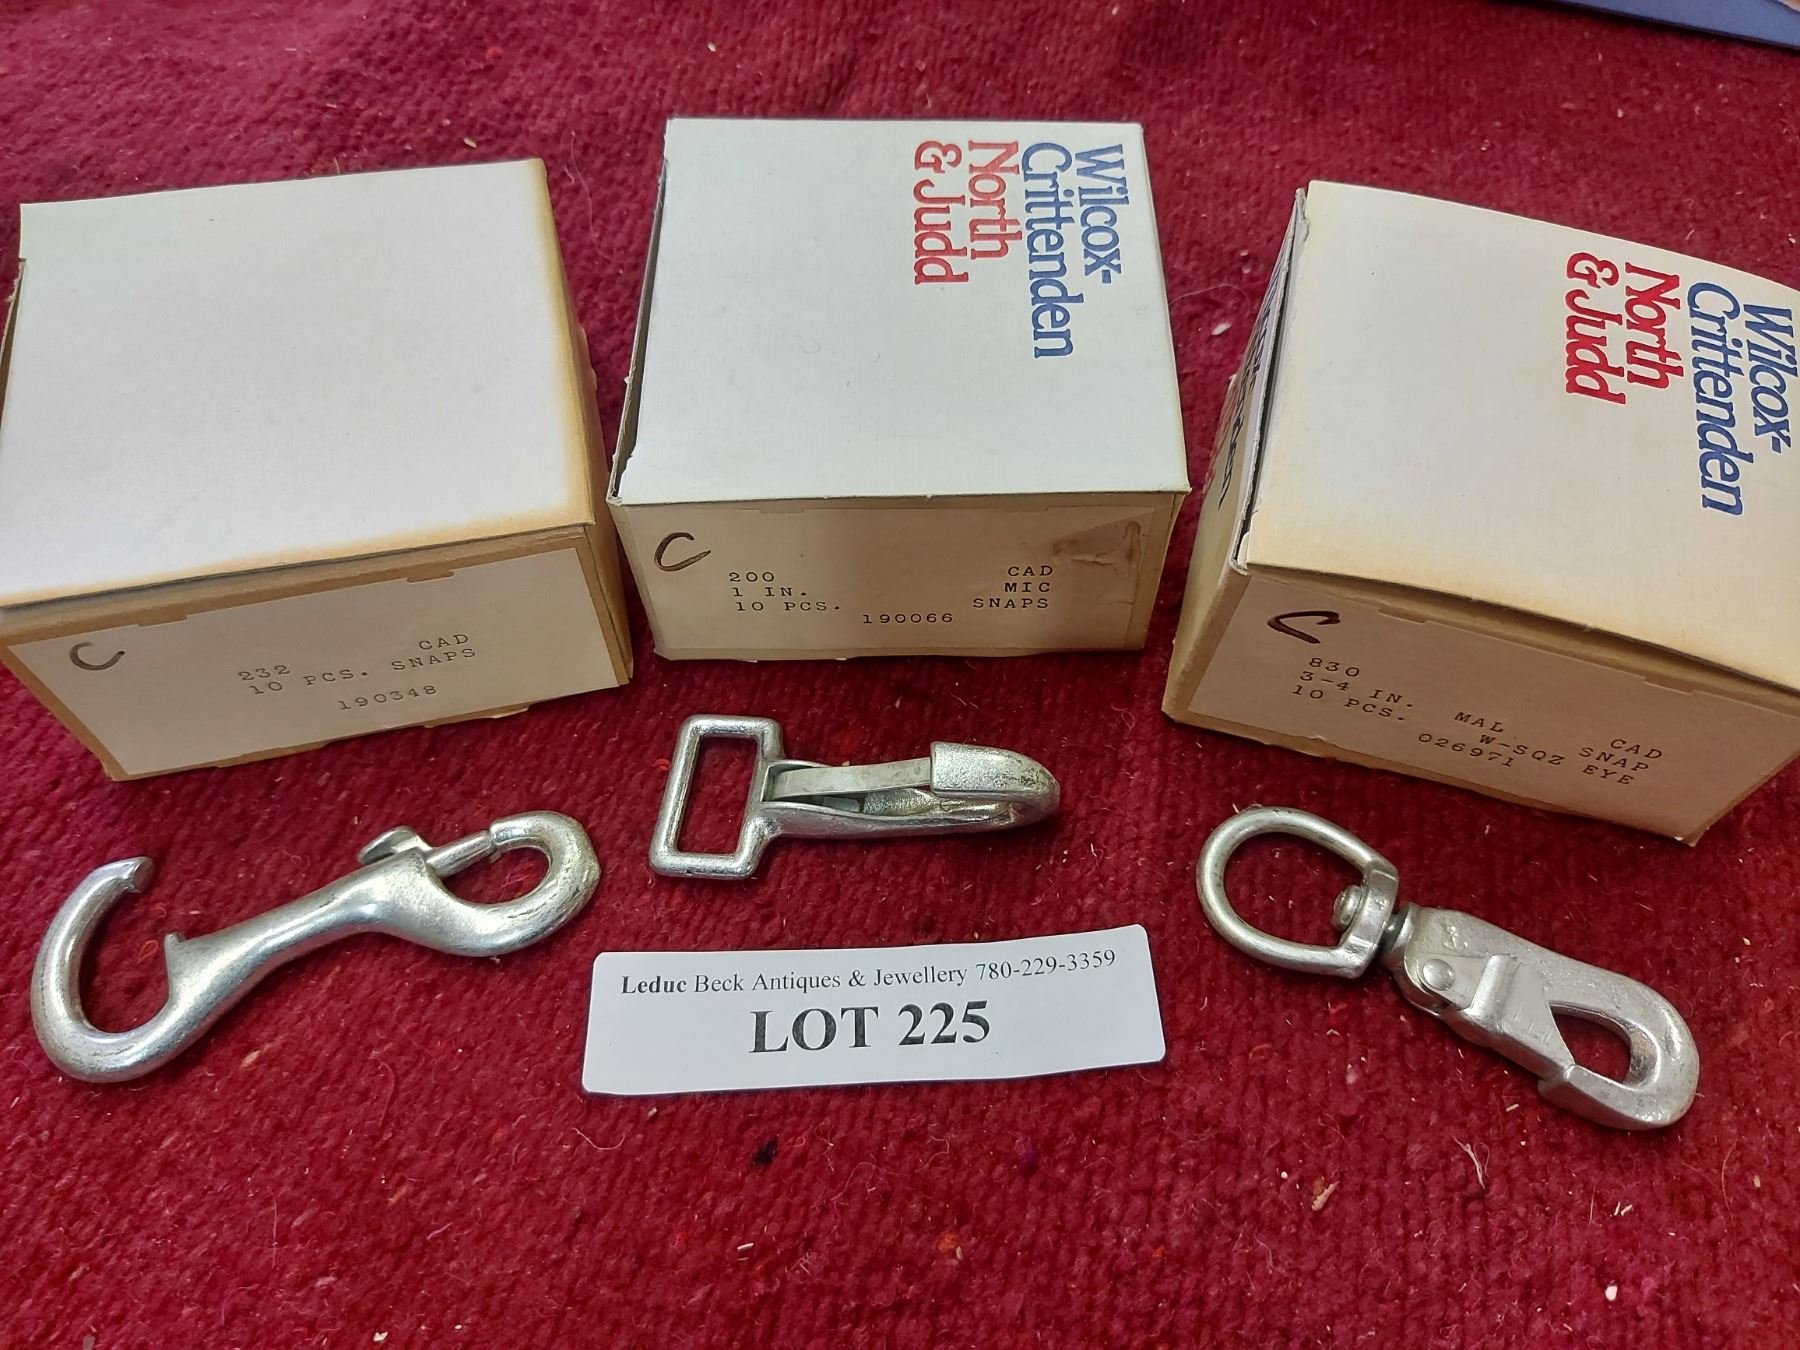 Wilcox-
Crittenden
North
& Judd
Wilcox-
Crittenden
North
& Judd
C
232 CAD
10 PCS. SNAPS
190348
C
200 CAD
1 IN. MIC
10 PCS. SNAPS
190066
C
830 CAD
3-4 IN. MAL SNAP
10 PCS. W-SQZ EYE
026971
Leduc Beck Antiques & Jewellery 780-229-3359
LOT 225